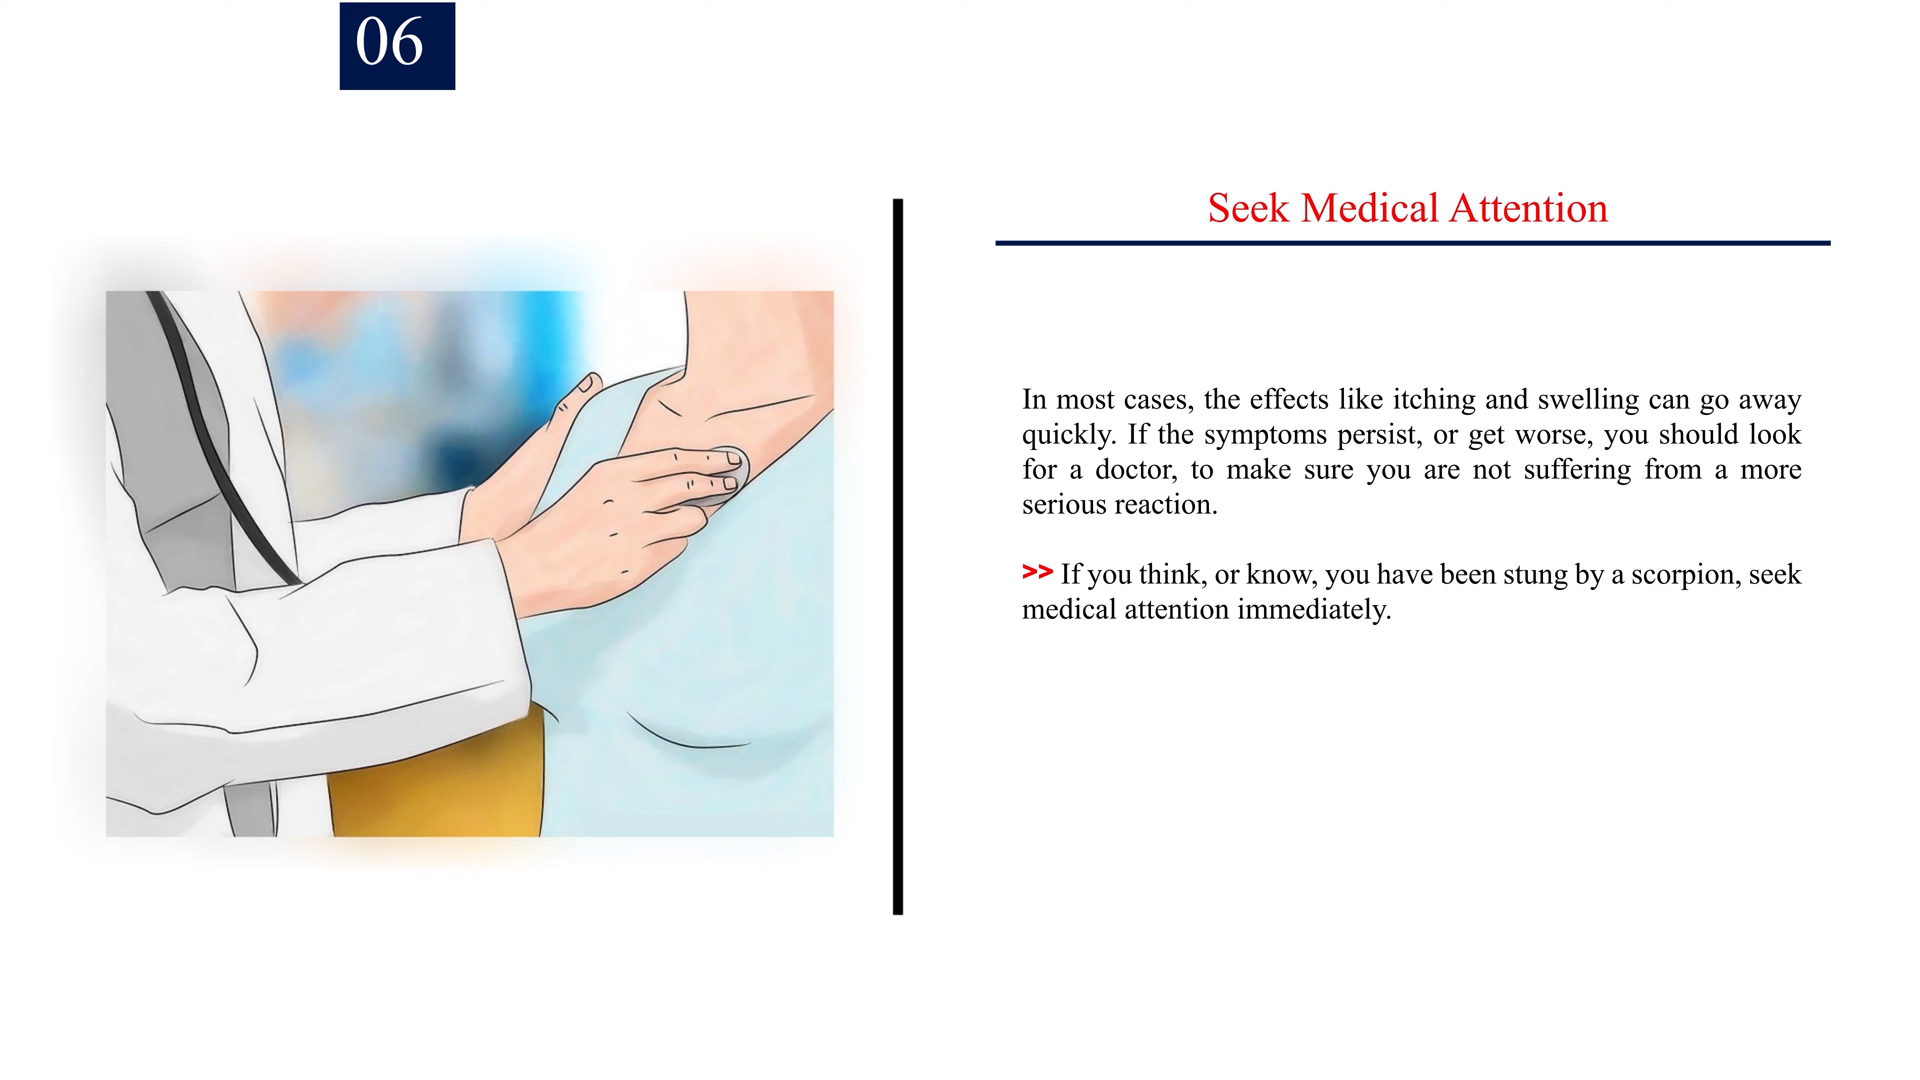 06
Seek Medical Attention
In most cases, the effects like itching and swelling can go away
quickly. If the symptoms persist, or get worse, you should look
for a doctor, to make sure you are not suffering from a more
serious reaction.
>> If you think, or know, you have been stung by a scorpion, seek
medical attention immediately.